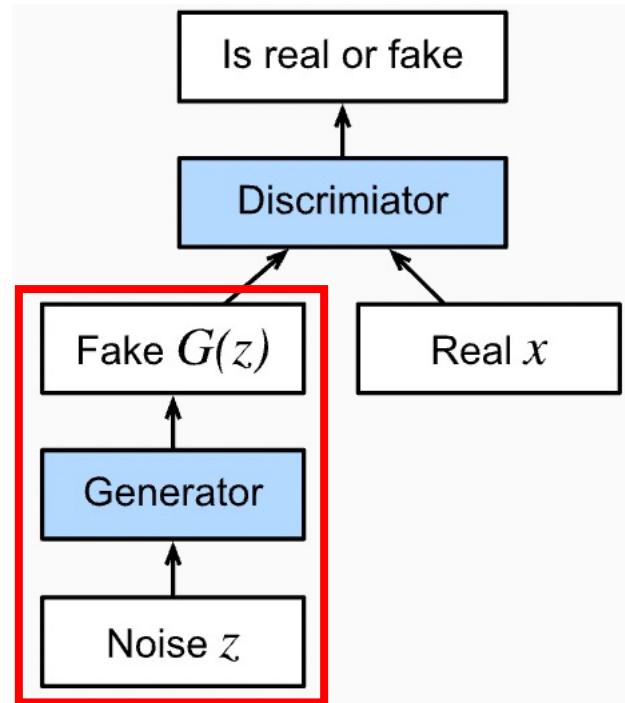 Is real or fake
Discrimiator
Fake G(z)
Real x
Generator
Noise z